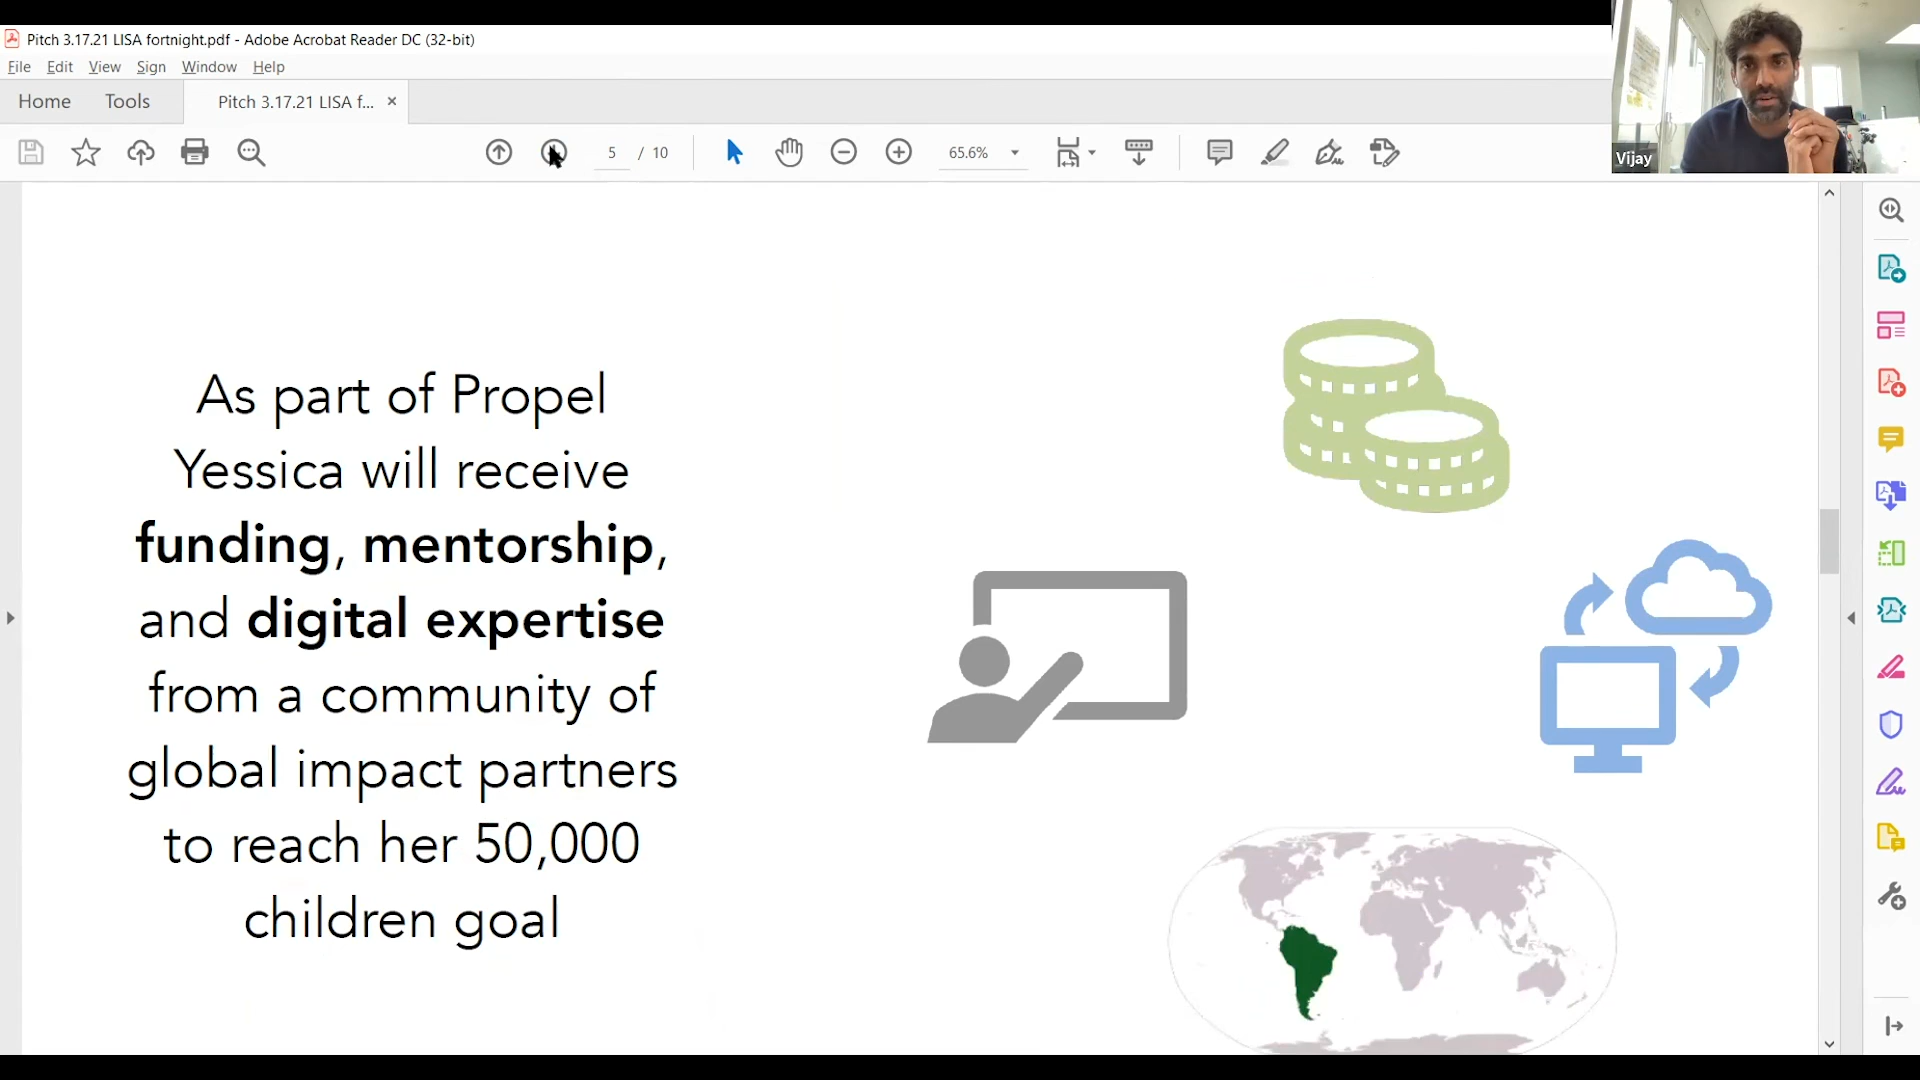 Pitch 3.17.21 LISA fortnight.pdf - Adobe Acrobat Reader DC (32-bit)
File Edit View Sign Window Help
Home Tools Pitch 3.17.21 LISA f... ×
5 / 10 65.6%
Vijay
As part of Propel
Yessica will receive
funding, mentorship,
and digital expertise
from a community of
global impact partners
to reach her 50,000
children goal